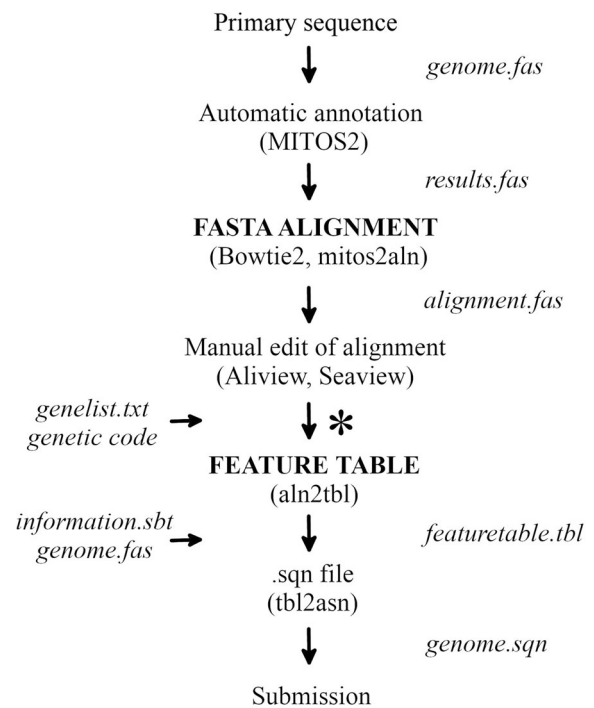 Primary sequence
genome.fas
Automatic annotation
(MITOS2)
results.fas
FASTA ALIGNMENT
(Bowtie2, mitos2aln)
alignment.fas
Manual edit of alignment
(Aliview, Seaview)
genelist.txt
genetic code
*
FEATURE TABLE
(aln2tbl)
information.sbt
genome.fas
featuretable.tbl
.sqn file
(tbl2asn)
genome.sqn
Submission